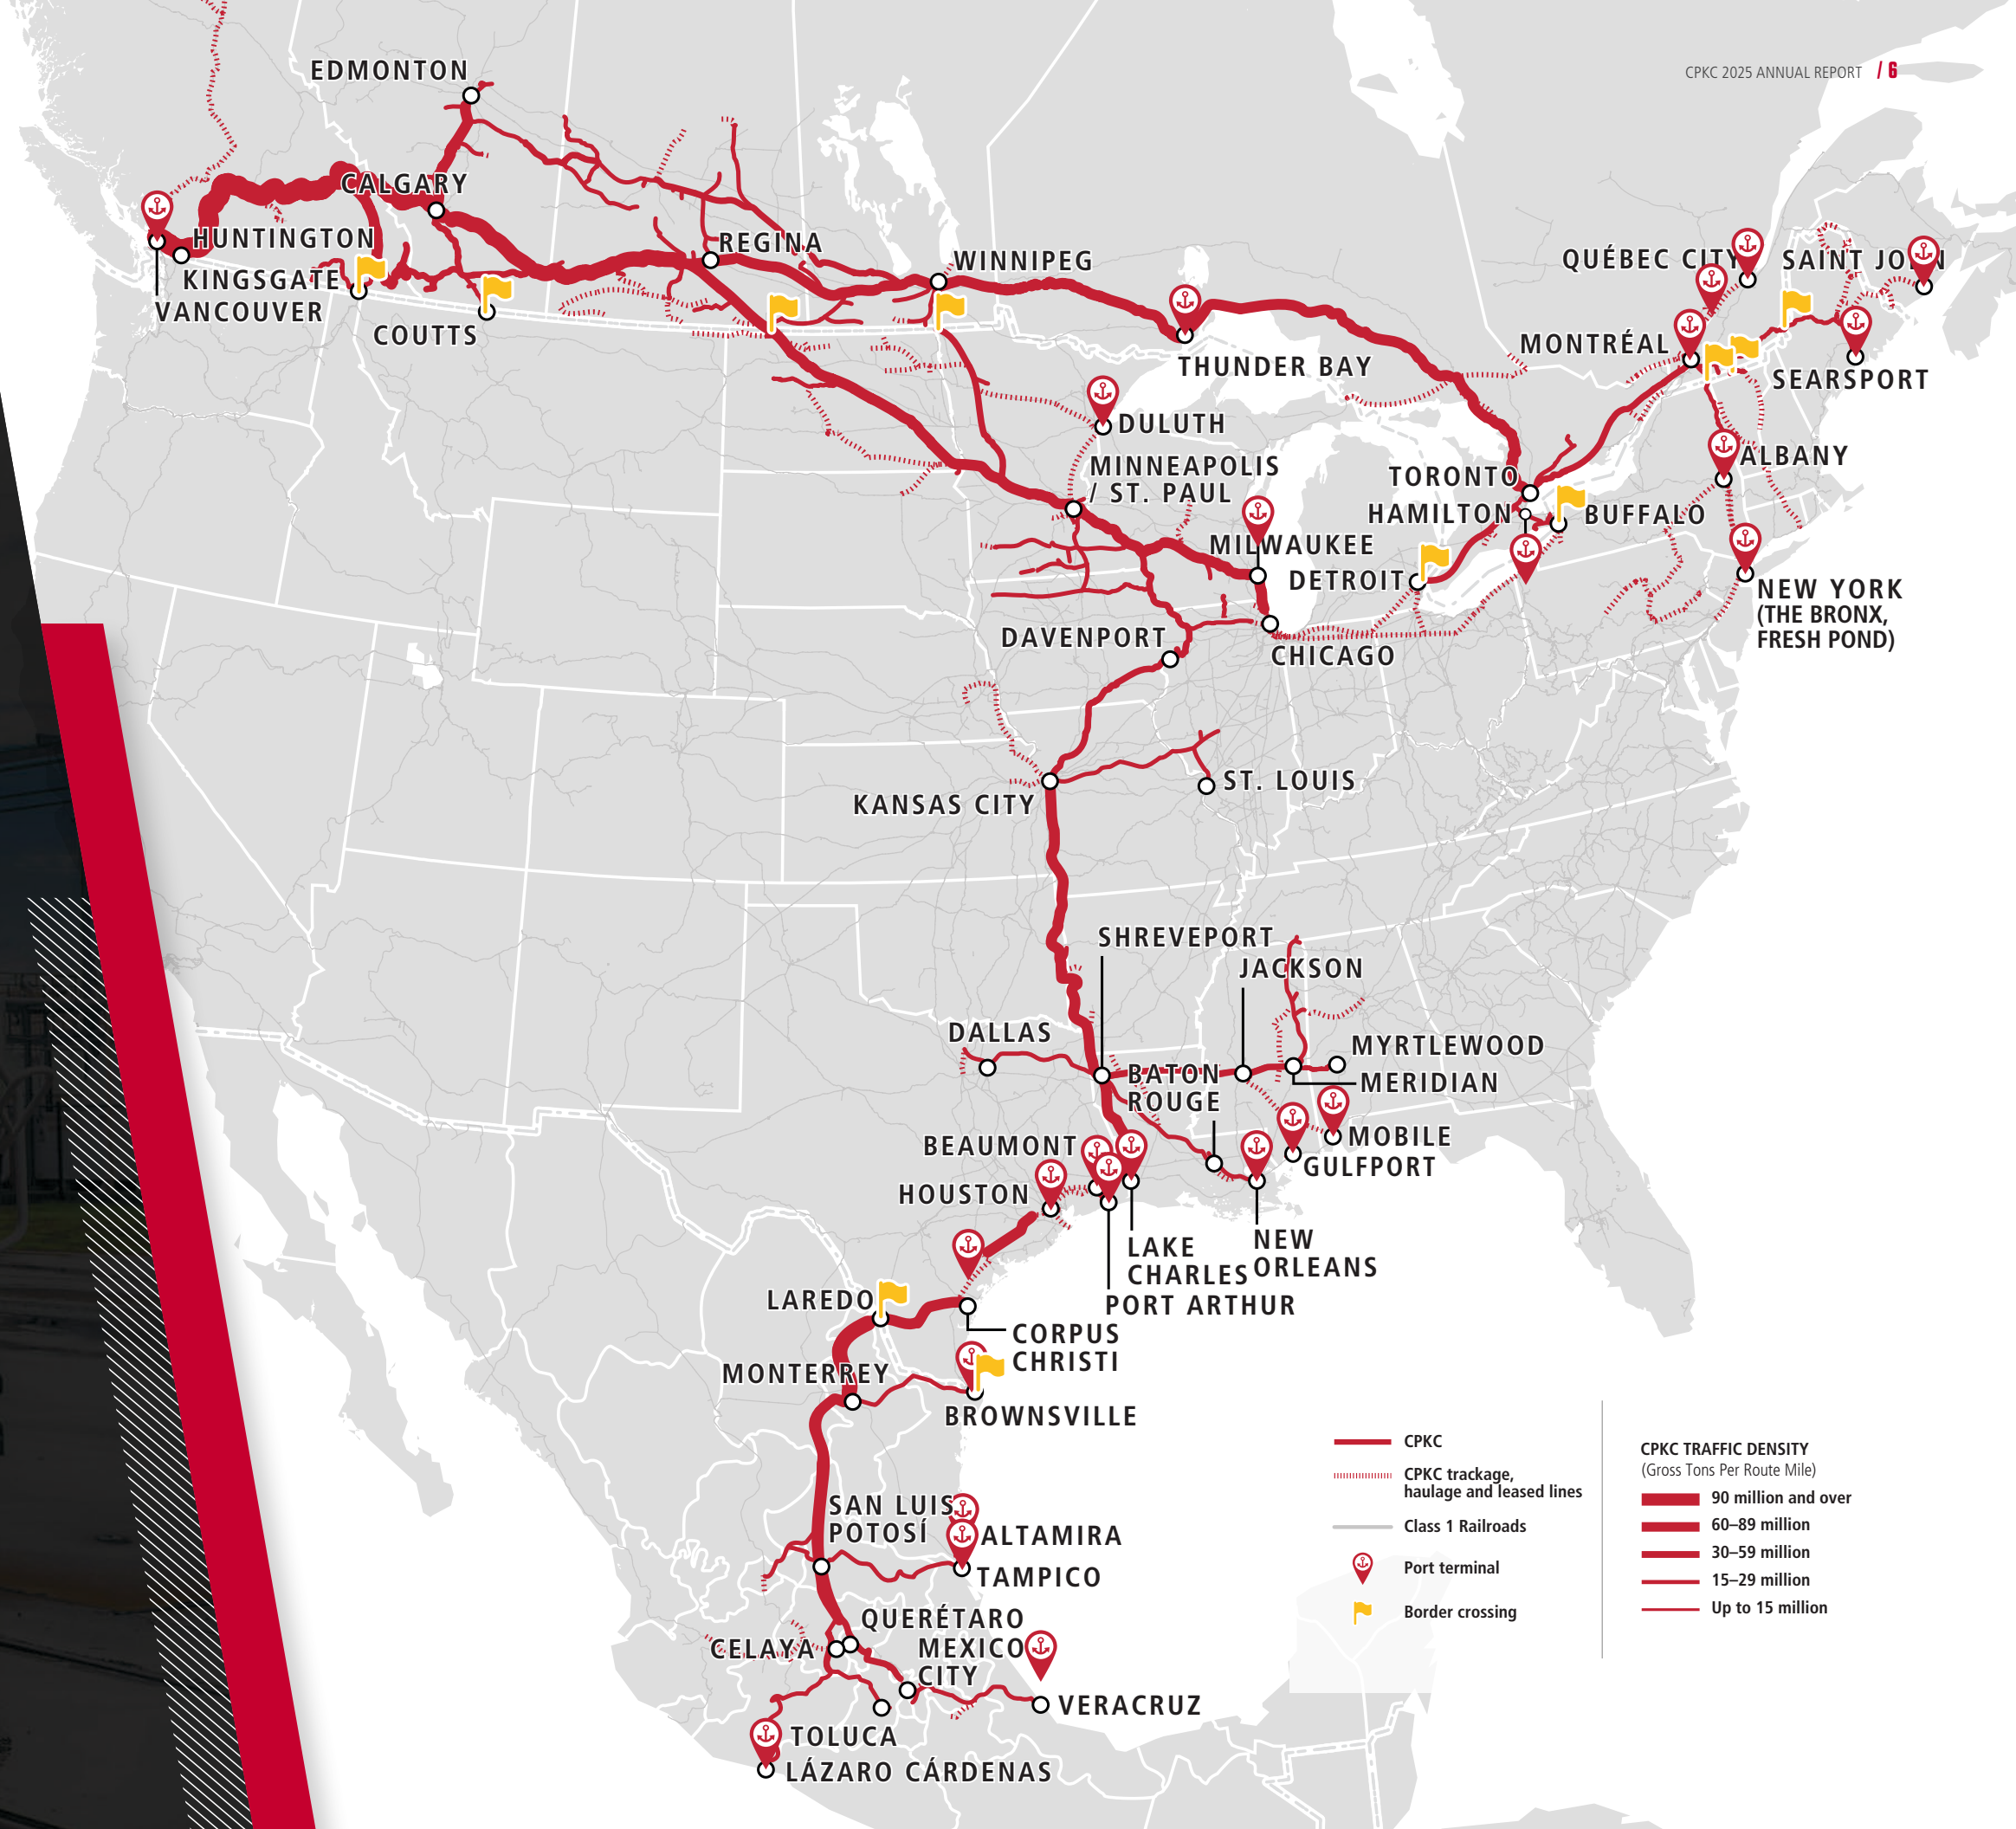 CPKC 2025 ANNUAL REPORT / 6
EDMONTON
CALGARY
HUNTINGTON
KINGSGATE
VANCOUVER
COUTTS
REGINA
WINNIPEG
THUNDER BAY
DULUTH
MINNEAPOLIS
/ ST. PAUL
MILWAUKEE
QUÉBEC CITY
SAINT JOHN
MONTRÉAL
SEARSPORT
ALBANY
TORONTO
HAMILTON
BUFFALO
DETROIT
NEW YORK
(THE BRONX,
FRESH POND)
DAVENPORT
CHICAGO
ST. LOUIS
KANSAS CITY
SHREVEPORT
JACKSON
DALLAS
MYRTLEWOOD
MERIDIAN
BATON
ROUGE
MOBILE
GULFPORT
BEAUMONT
HOUSTON
LAKE
CHARLES
NEW
ORLEANS
PORT ARTHUR
LAREDO
CORPUS
CHRISTI
MONTERREY
BROWNSVILLE
SAN LUIS
POTOSÍ
ALTAMIRA
TAMPICO
QUERÉTARO
CELAYA
MEXICO
CITY
VERACRUZ
TOLUCA
LÁZARO CÁRDENAS
CPKC
CPKC trackage,
haulage and leased lines
Class 1 Railroads
Port terminal
Border crossing
CPKC TRAFFIC DENSITY
(Gross Tons Per Route Mile)
90 million and over
60–89 million
30–59 million
15–29 million
Up to 15 million